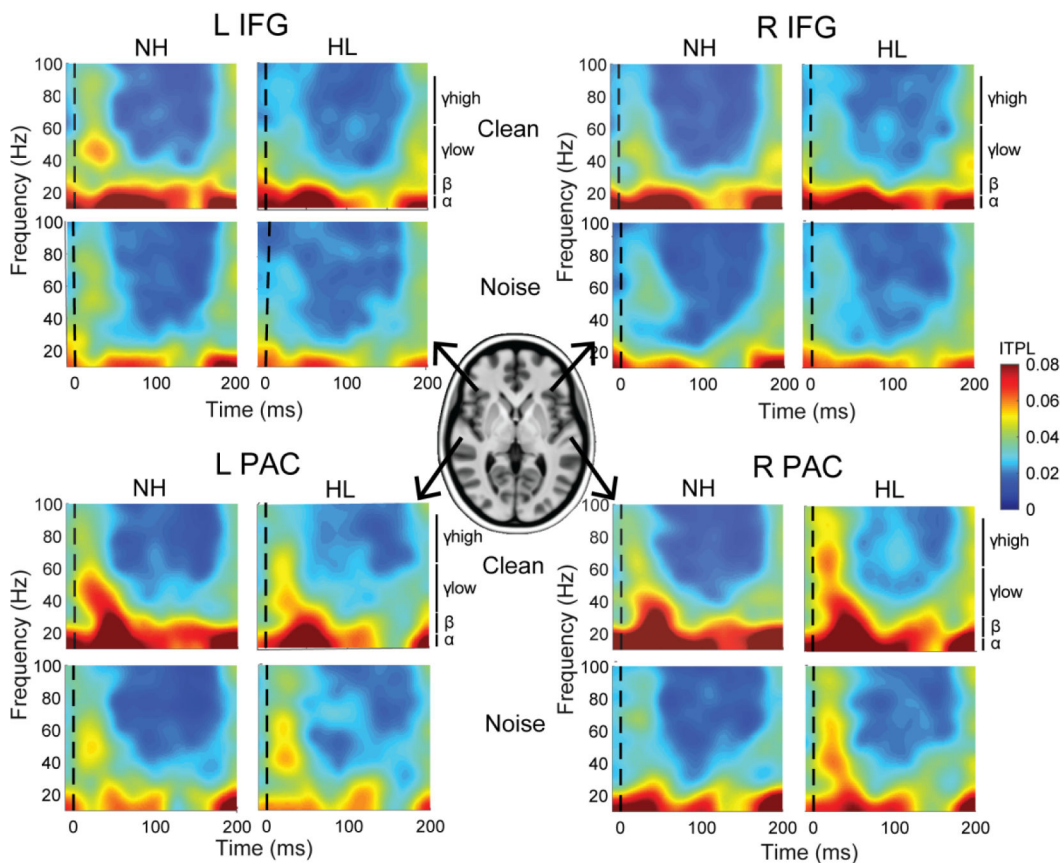 L IFG
R IFG
NH
HL
NH
HL
Frequency (Hz)
100
80
60
40
20
γhigh
γlow
β
α
Clean
Frequency (Hz)
100
80
60
40
20
γhigh
γlow
β
α
Frequency (Hz)
100
80
60
40
20
Noise
Frequency (Hz)
100
80
60
40
20
0
100
200
0
100
200
Time (ms)
0
100
200
0
100
200
Time (ms)
ITPL
0.08
0.06
0.04
0.02
0
L PAC
R PAC
NH
HL
NH
HL
Frequency (Hz)
100
80
60
40
20
γhigh
γlow
β
α
Clean
Frequency (Hz)
100
80
60
40
20
γhigh
γlow
β
α
Frequency (Hz)
100
80
60
40
20
Noise
Frequency (Hz)
100
80
60
40
20
0
100
200
0
100
200
Time (ms)
0
100
200
0
100
200
Time (ms)